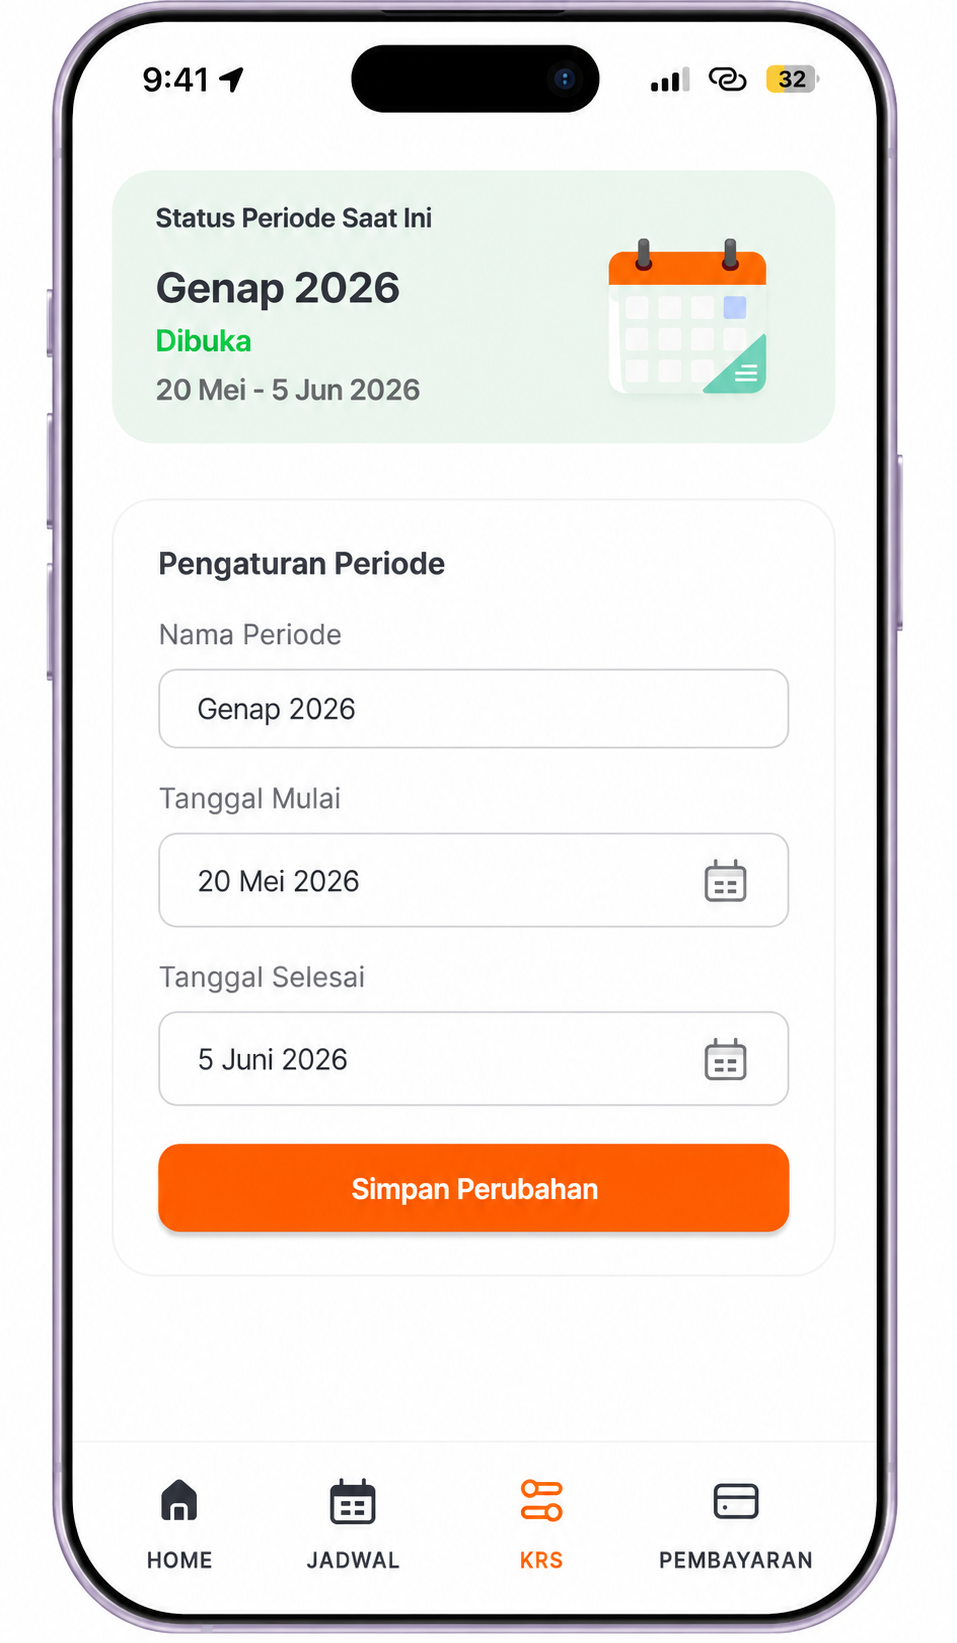 9:41
32
Status Periode Saat Ini
Genap 2026
Dibuka
20 Mei - 5 Jun 2026
Pengaturan Periode
Nama Periode
Genap 2026
Tanggal Mulai
20 Mei 2026
Tanggal Selesai
5 Juni 2026
Simpan Perubahan
HOME JADWAL KRS PEMBAYARAN